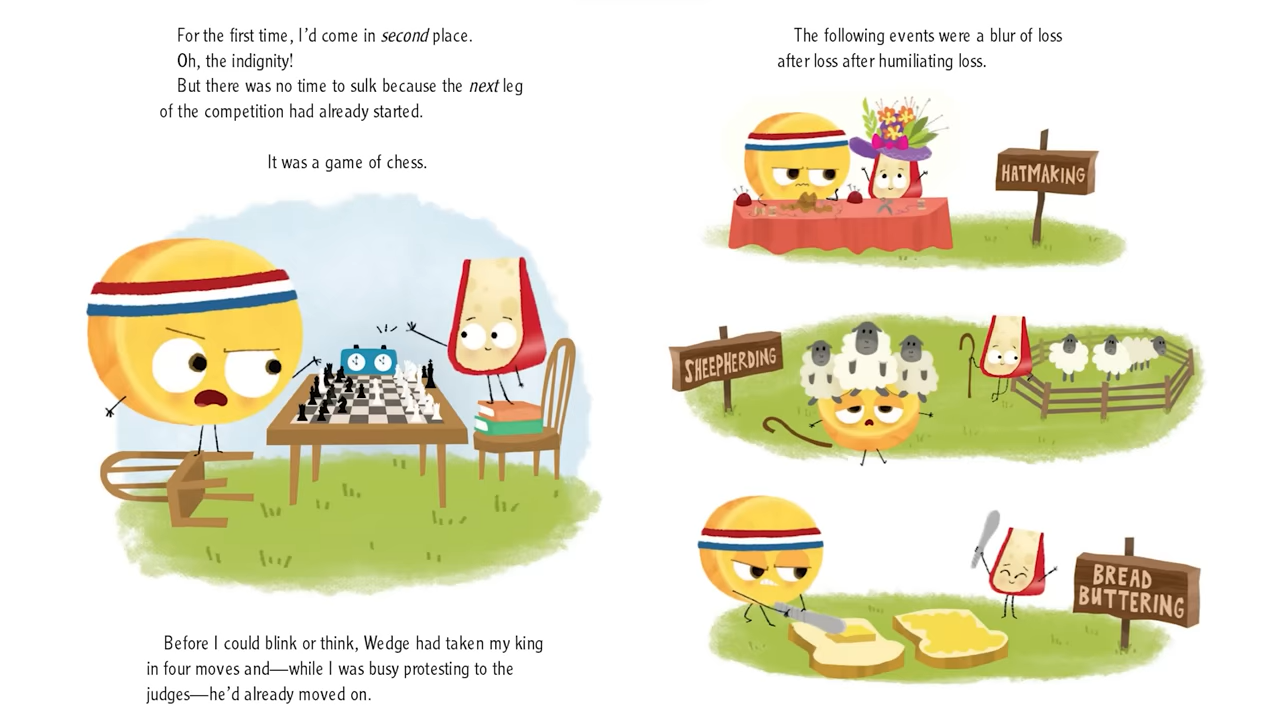 For the first time, I'd come in second place.
Oh, the indignity!
But there was no time to sulk because the next leg
of the competition had already started.
It was a game of chess.
Before I could blink or think, Wedge had taken my king
in four moves and—while I was busy protesting to the
judges—he'd already moved on.
The following events were a blur of loss
after loss after humiliating loss.
HATMAKING
SHEEPHERDING
BREAD
BUTTERING